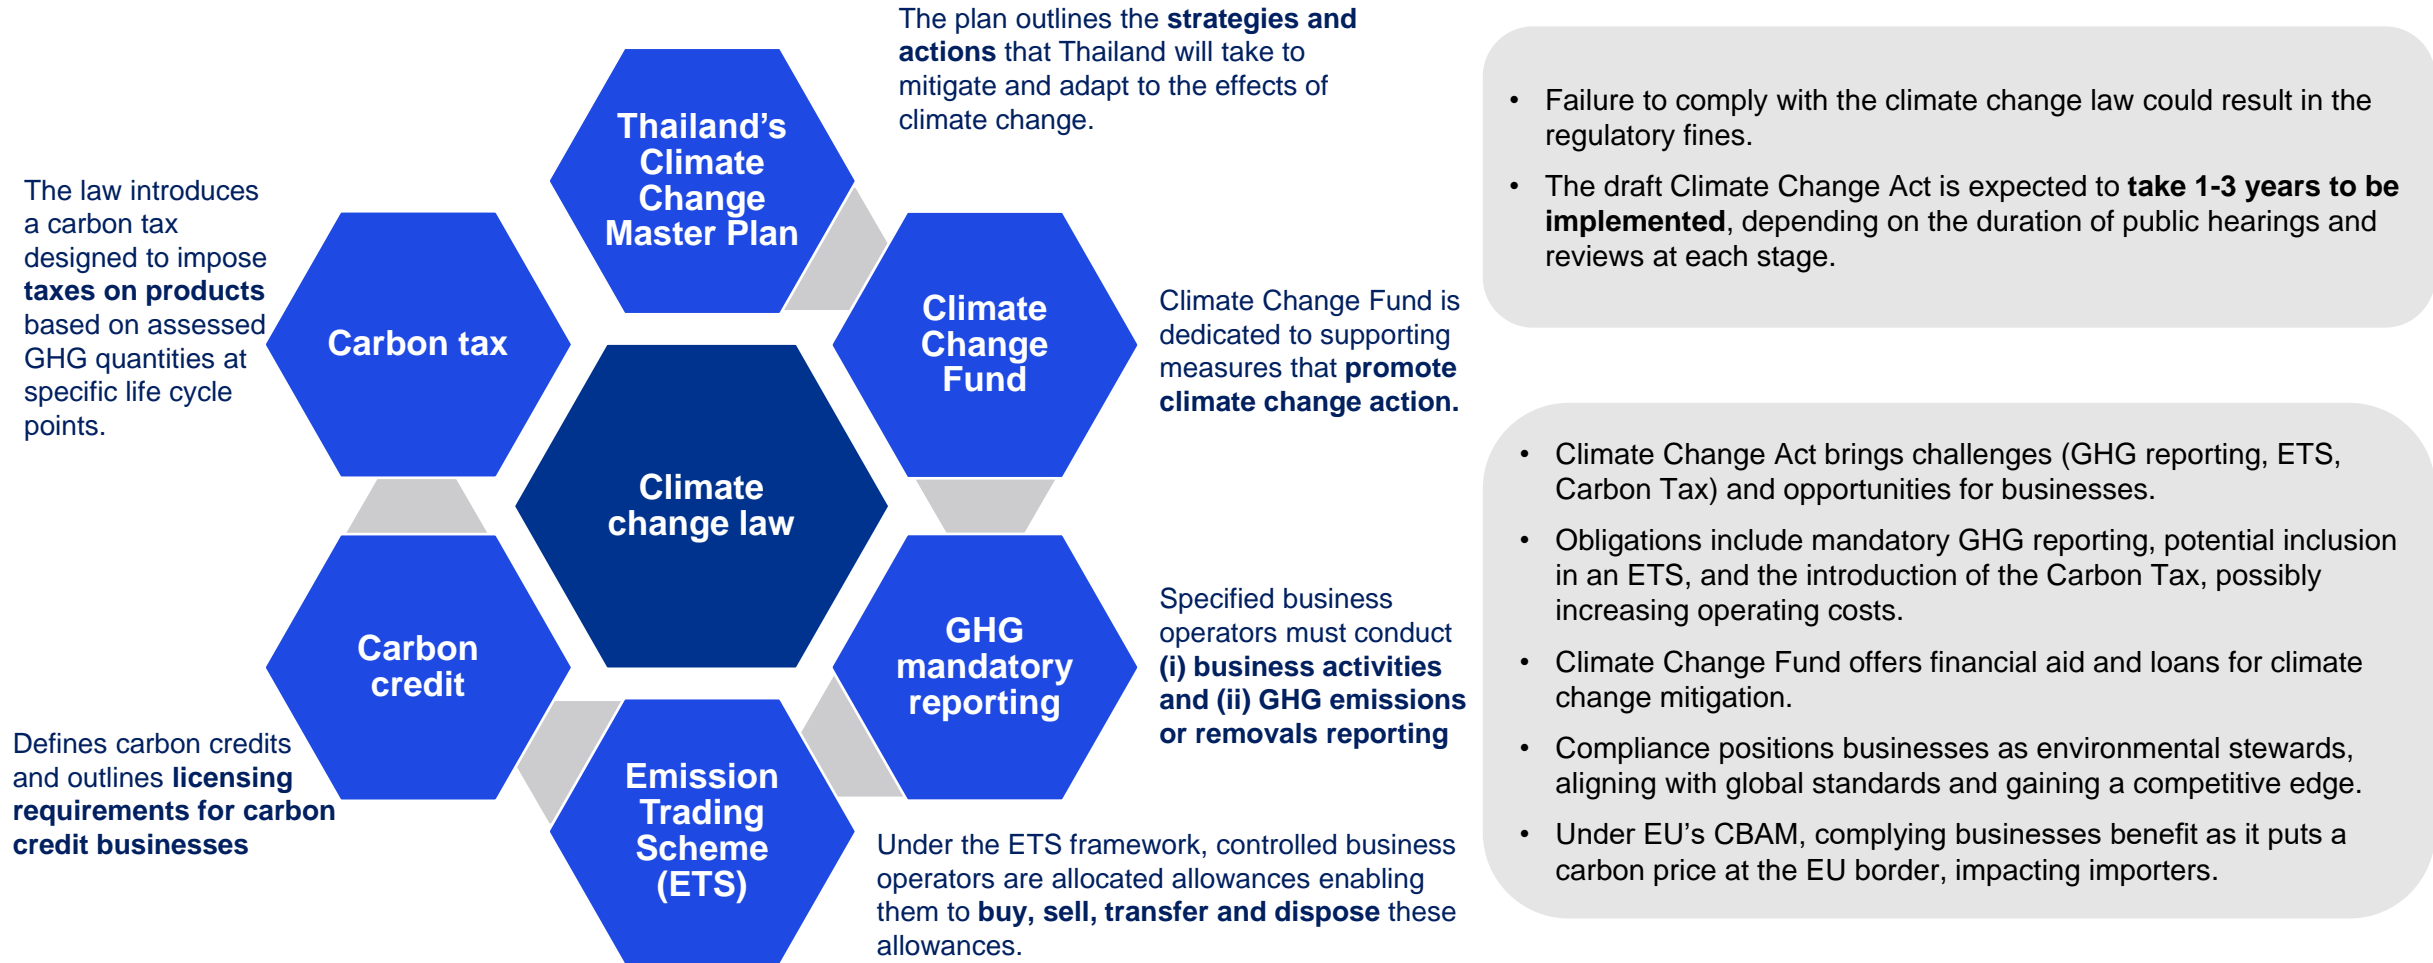 The plan outlines the strategies and
actions that Thailand will take to
mitigate and adapt to the effects of
climate change.
Thailand’s
Climate
Change
Master Plan
The law introduces
a carbon tax
designed to impose
taxes on products
based on assessed
GHG quantities at
specific life cycle
points.
Carbon tax
Climate
Change
Fund
Climate Change Fund is
dedicated to supporting
measures that promote
climate change action.
Climate
change law
Carbon
credit
Defines carbon credits
and outlines licensing
requirements for carbon
credit businesses
GHG
mandatory
reporting
Specified business
operators must conduct
(i) business activities
and (ii) GHG emissions
or removals reporting
Emission
Trading
Scheme
(ETS)
Under the ETS framework, controlled business
operators are allocated allowances enabling
them to buy, sell, transfer and dispose these
allowances.
• Failure to comply with the climate change law could result in the
regulatory fines.
• The draft Climate Change Act is expected to take 1-3 years to be
implemented, depending on the duration of public hearings and
reviews at each stage.
• Climate Change Act brings challenges (GHG reporting, ETS,
Carbon Tax) and opportunities for businesses.
• Obligations include mandatory GHG reporting, potential inclusion
in an ETS, and the introduction of the Carbon Tax, possibly
increasing operating costs.
• Climate Change Fund offers financial aid and loans for climate
change mitigation.
• Compliance positions businesses as environmental stewards,
aligning with global standards and gaining a competitive edge.
• Under EU’s CBAM, complying businesses benefit as it puts a
carbon price at the EU border, impacting importers.